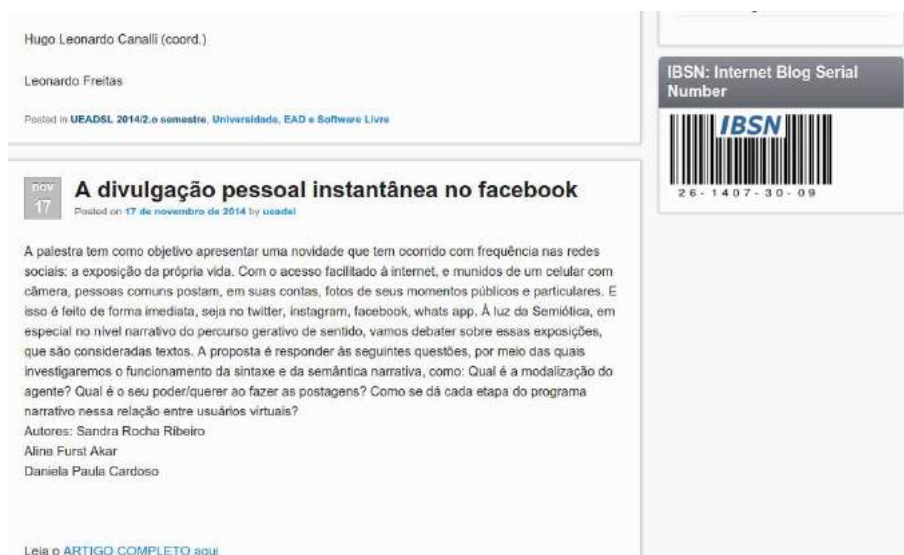 Hugo Leonardo Canalli (coord.)
Leonardo Freitas
Posted in UEADSL 2014/2.o semestre, Universidade, EAD e Software Livre
nov
17
A divulgação pessoal instantânea no facebook
Posted on 17 de novembro de 2014 by ueadsl
A palestra tem como objetivo apresentar uma novidade que tem ocorrido com frequência nas redes
sociais: a exposição da própria vida. Com o acesso facilitado à internet, e munidos de um celular com
câmera, pessoas comuns postam, em suas contas, fotos de seus momentos públicos e particulares. E
isso é feito de forma imediata, seja no twitter, instagram, facebook, whats app. À luz da Semiótica, em
especial no nível narrativo do percurso gerativo de sentido, vamos debater sobre essas exposições,
que são consideradas textos. A proposta é responder às seguintes questões, por meio das quais
investigaremos o funcionamento da sintaxe e da semântica narrativa, como: Qual é a modalização do
agente? Qual é o seu poder/querer ao fazer as postagens? Como se dá cada etapa do programa
narrativo nessa relação entre usuários virtuais?
Autores: Sandra Rocha Ribeiro
Aline Furst Akar
Daniela Paula Cardoso
Leia o ARTIGO COMPLETO aqui
IBSN: Internet Blog Serial
Number
IBSN
26-1407-30-09